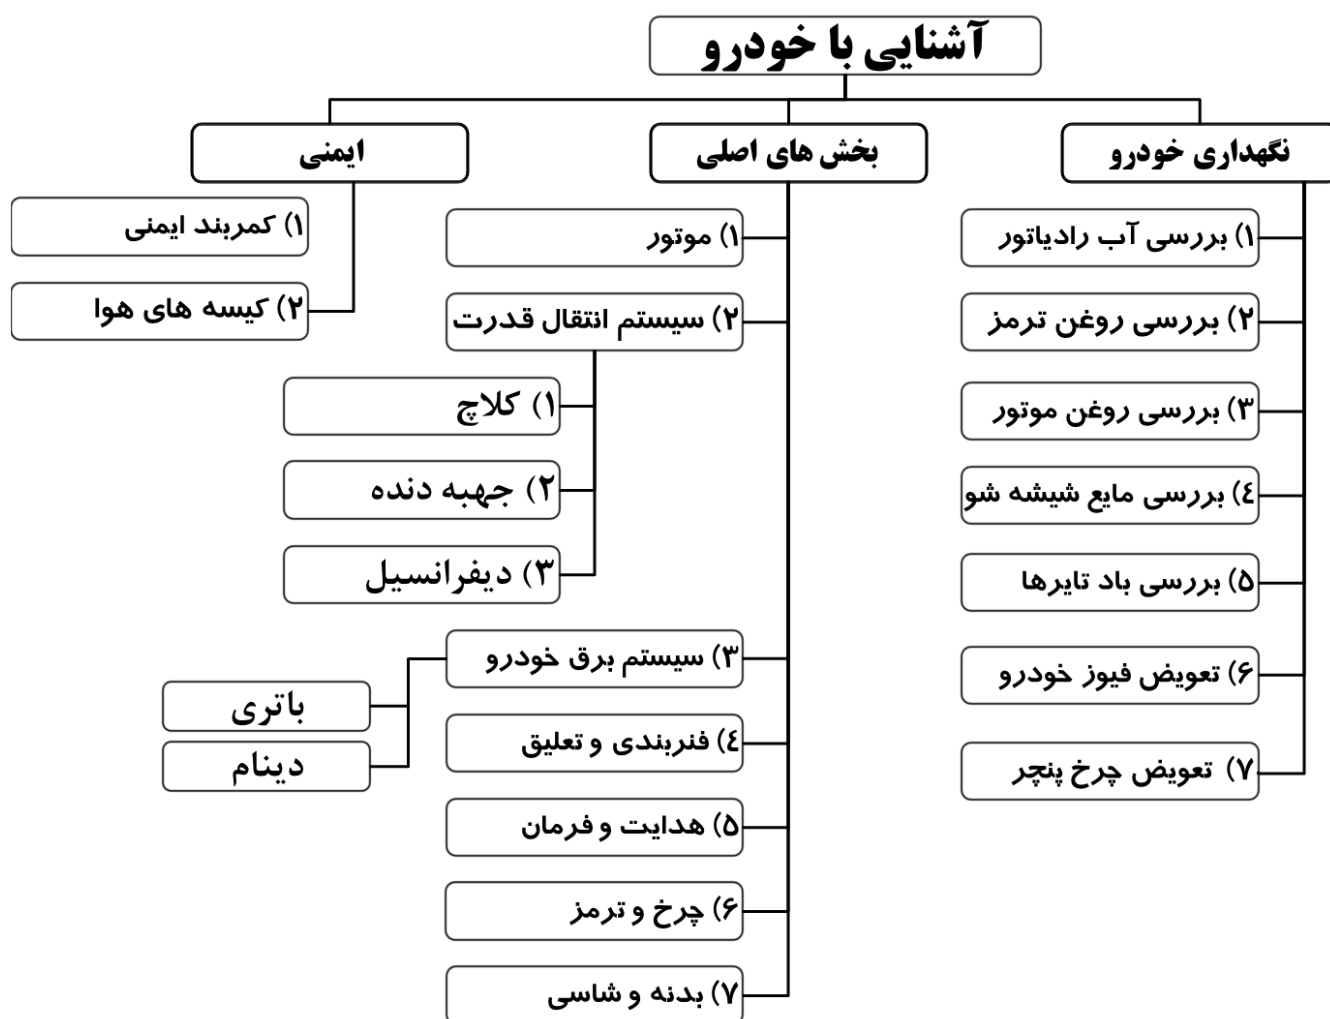 آشنایی با خودرو
نگهداری خودرو
۱) بررسی آب رادیاتور
۲) بررسی روغن ترمز
۳) بررسی روغن موتور
٤) بررسی مایع شیشه شو
۵) بررسی باد تایرها
۶) تعویض فیوز خودرو
۷) تعویض چرخ پنچر
بخش های اصلی
۱) موتور
۲) سیستم انتقال قدرت
۱) کلاچ
۲) جهبه دنده
۳) دیفرانسیل
۳) سیستم برق خودرو
باتری
دینام
٤) فنربندی و تعلیق
۵) هدایت و فرمان
۶) چرخ و ترمز
۷) بدنه و شاسی
ایمنی
۱) کمربند ایمنی
۲) کیسه های هوا